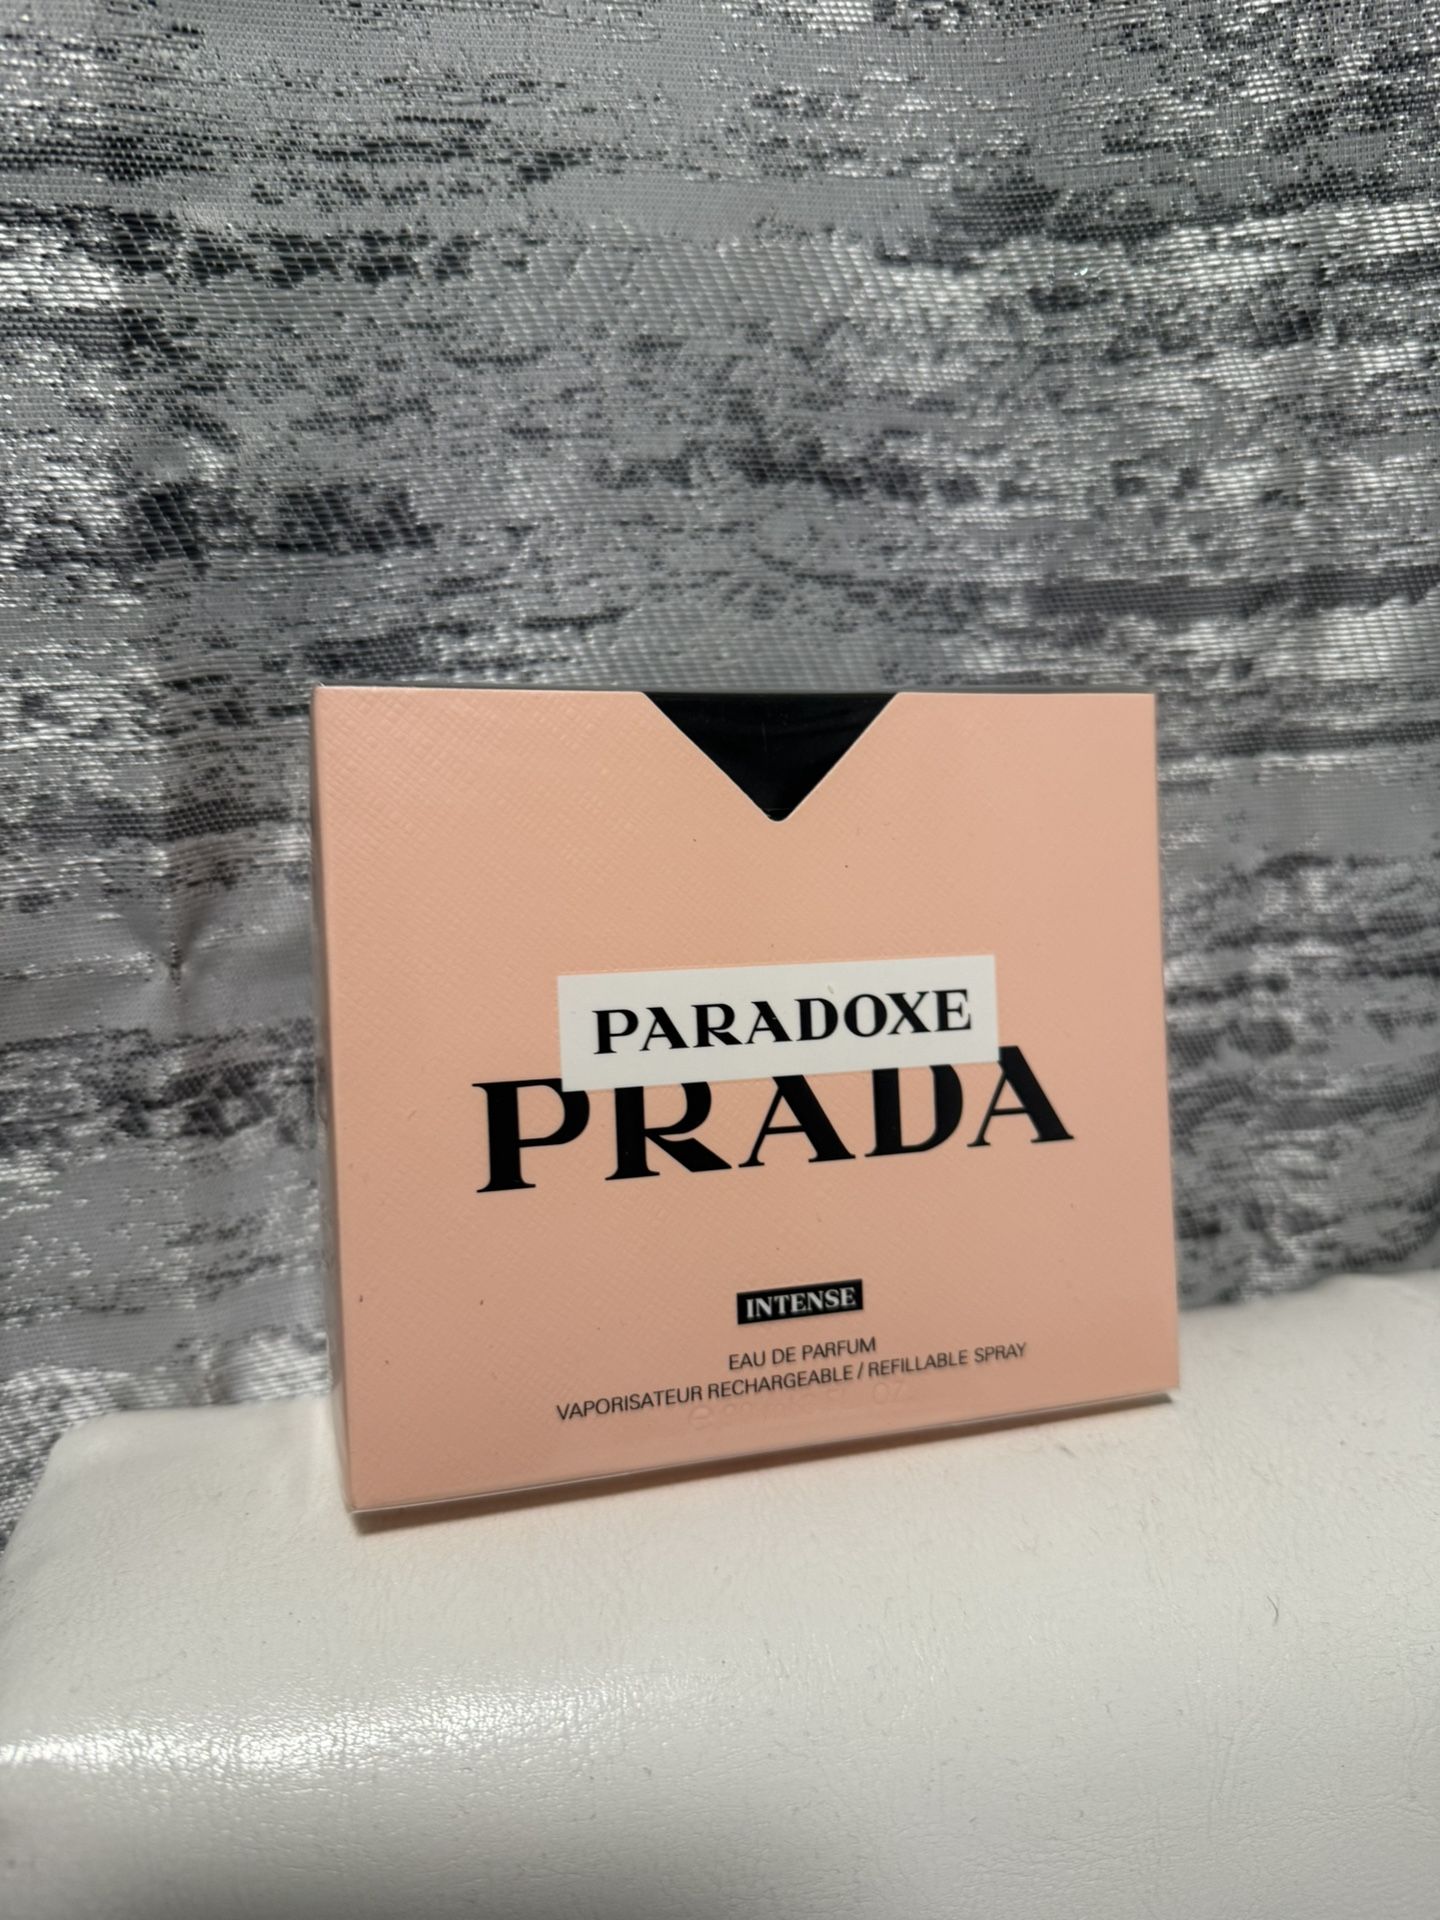 PARADOXE
PRADA
INTENSE
EAU DE PARFUM
VAPORISATEUR RECHARGEABLE / REFILLABLE SPRAY